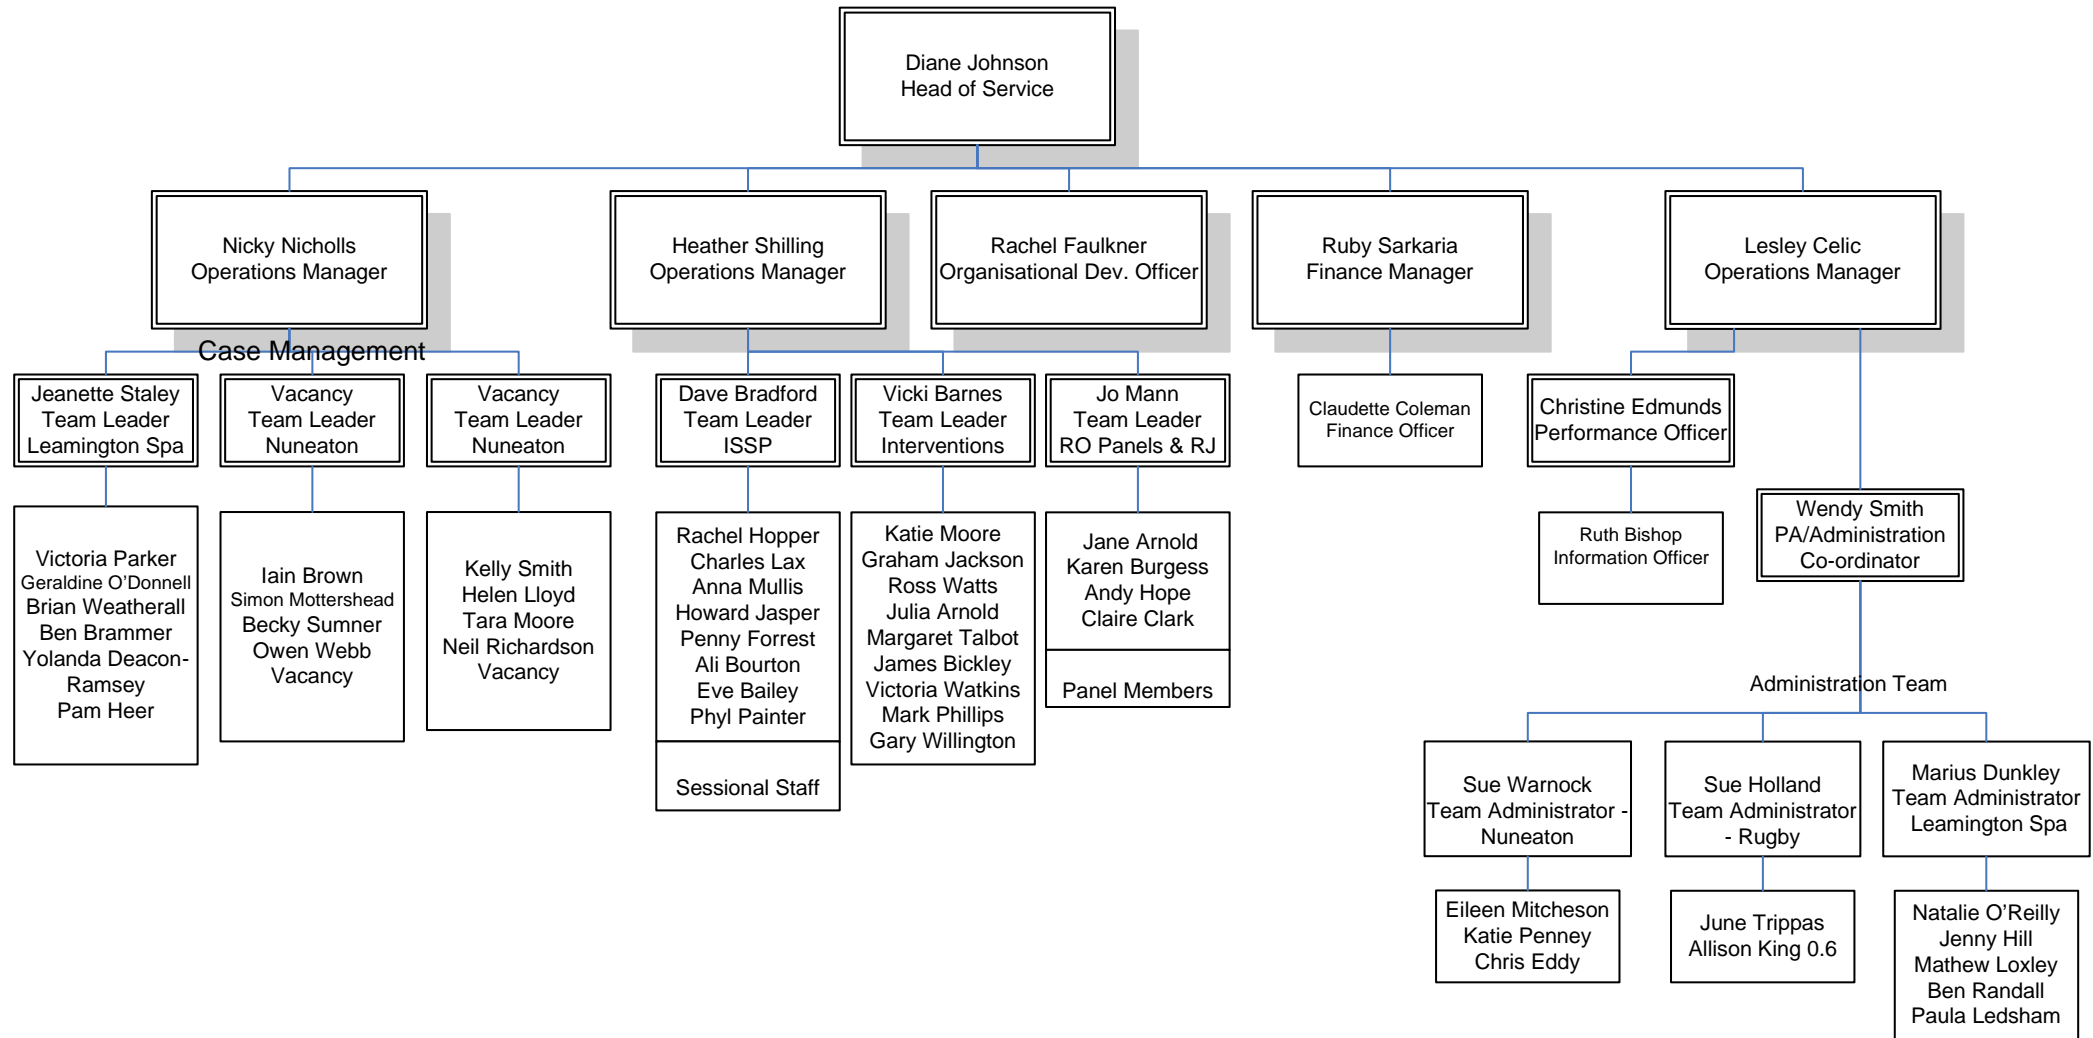 Diane Johnson
Head of Service
Nicky Nicholls
Operations Manager
Heather Shilling
Operations Manager
Rachel Faulkner
Organisational Dev. Officer
Ruby Sarkaria
Finance Manager
Lesley Celic
Operations Manager
Case Management
Jeanette Staley
Team Leader
Leamington Spa
Vacancy
Team Leader
Nuneaton
Vacancy
Team Leader
Nuneaton
Dave Bradford
Team Leader
ISSP
Vicki Barnes
Team Leader
Interventions
Jo Mann
Team Leader
RO Panels & RJ
Claudette Coleman
Finance Officer
Christine Edmunds
Performance Officer
Wendy Smith
PA/Administration
Co-ordinator
Victoria Parker
Geraldine O'Donnell
Brian Weatherall
Ben Brammer
Yolanda Deacon-
Ramsey
Pam Heer
Iain Brown
Simon Mottershead
Becky Sumner
Owen Webb
Vacancy
Kelly Smith
Helen Lloyd
Tara Moore
Neil Richardson
Vacancy
Rachel Hopper
Charles Lax
Anna Mullis
Howard Jasper
Penny Forrest
Ali Bourton
Eve Bailey
Phyl Painter
Sessional Staff
Katie Moore
Graham Jackson
Ross Watts
Julia Arnold
Margaret Talbot
James Bickley
Victoria Watkins
Mark Phillips
Gary Willington
Jane Arnold
Karen Burgess
Andy Hope
Claire Clark
Panel Members
Ruth Bishop
Information Officer
Administration Team
Sue Warnock
Team Administrator -
Nuneaton
Sue Holland
Team Administrator
- Rugby
Marius Dunkley
Team Administrator
Leamington Spa
Eileen Mitcheson
Katie Penney
Chris Eddy
June Trippas
Allison King 0.6
Natalie O'Reilly
Jenny Hill
Mathew Loxley
Ben Randall
Paula Ledsham